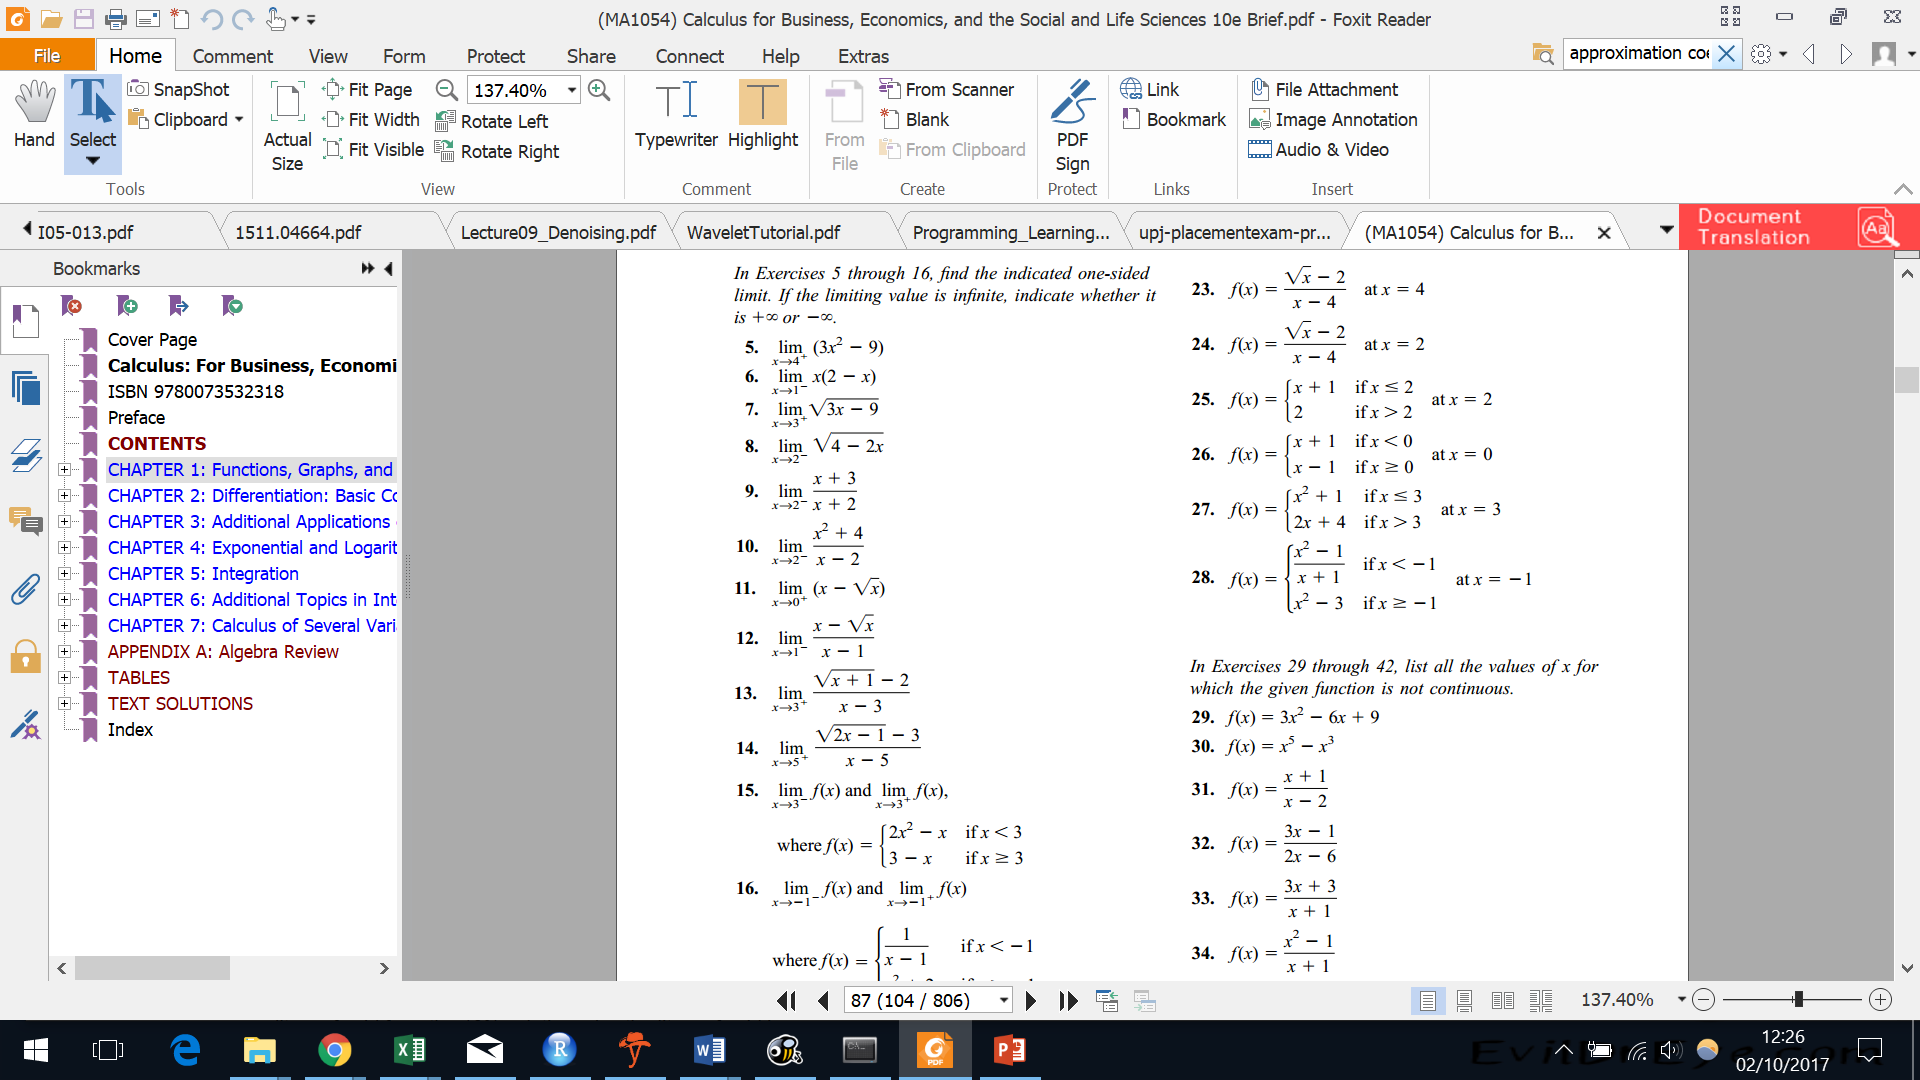 (MA1054) Calculus for Business, Economics, and the Social and Life Sciences 10e Brief.pdf - Foxit Reader
File Home Comment View Form Protect Share Connect Help Extras
approximation coe
Hand
Select
SnapShot
Clipboard
Tools
Actual Size
Fit Page
Fit Width
Fit Visible
137.40%
Rotate Left
Rotate Right
View
Typewriter
Highlight
Comment
From File
From Scanner
Blank
From Clipboard
Create
PDF Sign
Protect
Link
Bookmark
Links
File Attachment
Image Annotation
Audio & Video
Insert
I05-013.pdf
1511.04664.pdf
Lecture09_Denoising.pdf
WaveletTutorial.pdf
Programming_Learning...
upj-placementexam-pr...
(MA1054) Calculus for B...
Document
Translation
Bookmarks
Cover Page
Calculus: For Business, Economi
ISBN 9780073532318
Preface
CONTENTS
CHAPTER 1: Functions, Graphs, and
CHAPTER 2: Differentiation: Basic Co
CHAPTER 3: Additional Applications
CHAPTER 4: Exponential and Logarit
CHAPTER 5: Integration
CHAPTER 6: Additional Topics in Int
CHAPTER 7: Calculus of Several Vari
APPENDIX A: Algebra Review
TABLES
TEXT SOLUTIONS
Index
In Exercises 5 through 16, find the indicated one-sided
limit. If the limiting value is infinite, indicate whether it
is +∞ or −∞.
5. lim x→4⁺ (3x² − 9)
6. lim x→1⁻ x(2 − x)
7. lim x→3⁺ √(3x − 9)
8. lim x→2⁻ √(4 − 2x)
9. lim x→2⁻ (x + 3)/(x + 2)
10. lim x→2⁻ (x² + 4)/(x − 2)
11. lim x→0⁺ (x − √x)
12. lim x→1⁻ (x − √x)/(x − 1)
13. lim x→3⁺ (√(x + 1) − 2)/(x − 3)
14. lim x→5⁺ (√(2x − 1) − 3)/(x − 5)
15. lim x→3⁻ f(x) and lim x→3⁺ f(x),
where f(x) = { 2x² − x if x < 3
3 − x if x ≥ 3
16. lim x→−1⁻ f(x) and lim x→−1⁺ f(x)
where f(x) = { 1/(x − 1) if x < −1
23. f(x) = (√x − 2)/(x − 4) at x = 4
24. f(x) = (√x − 2)/(x − 4) at x = 2
25. f(x) = { x + 1 if x ≤ 2
2 if x > 2 at x = 2
26. f(x) = { x + 1 if x < 0
x − 1 if x ≥ 0 at x = 0
27. f(x) = { x² + 1 if x ≤ 3
2x + 4 if x > 3 at x = 3
28. f(x) = { (x² − 1)/(x + 1) if x < −1
x² − 3 if x ≥ −1 at x = −1
In Exercises 29 through 42, list all the values of x for
which the given function is not continuous.
29. f(x) = 3x² − 6x + 9
30. f(x) = x⁵ − x³
31. f(x) = (x + 1)/(x − 2)
32. f(x) = (3x − 1)/(2x − 6)
33. f(x) = (3x + 3)/(x + 1)
34. f(x) = (x² − 1)/(x + 1)
87 (104 / 806)
137.40%
12:26
02/10/2017